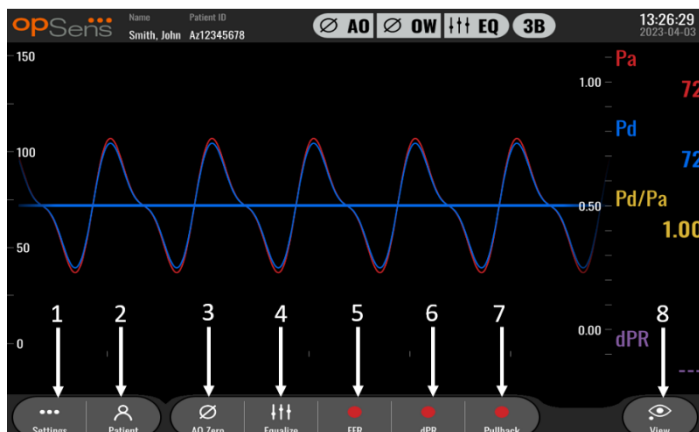 opSens
Name Patient ID
Smith, John Az12345678
AO OW EQ 3B
13:26:29
2023-04-03
150
100
50
0
1.00
0.50
0.00
Pa
72
Pd
72
Pd/Pa
1.00
dPR
---
1 2 3 4 5 6 7 8
Settings Patient AO Zero Equalize FFR dPR Pullback View